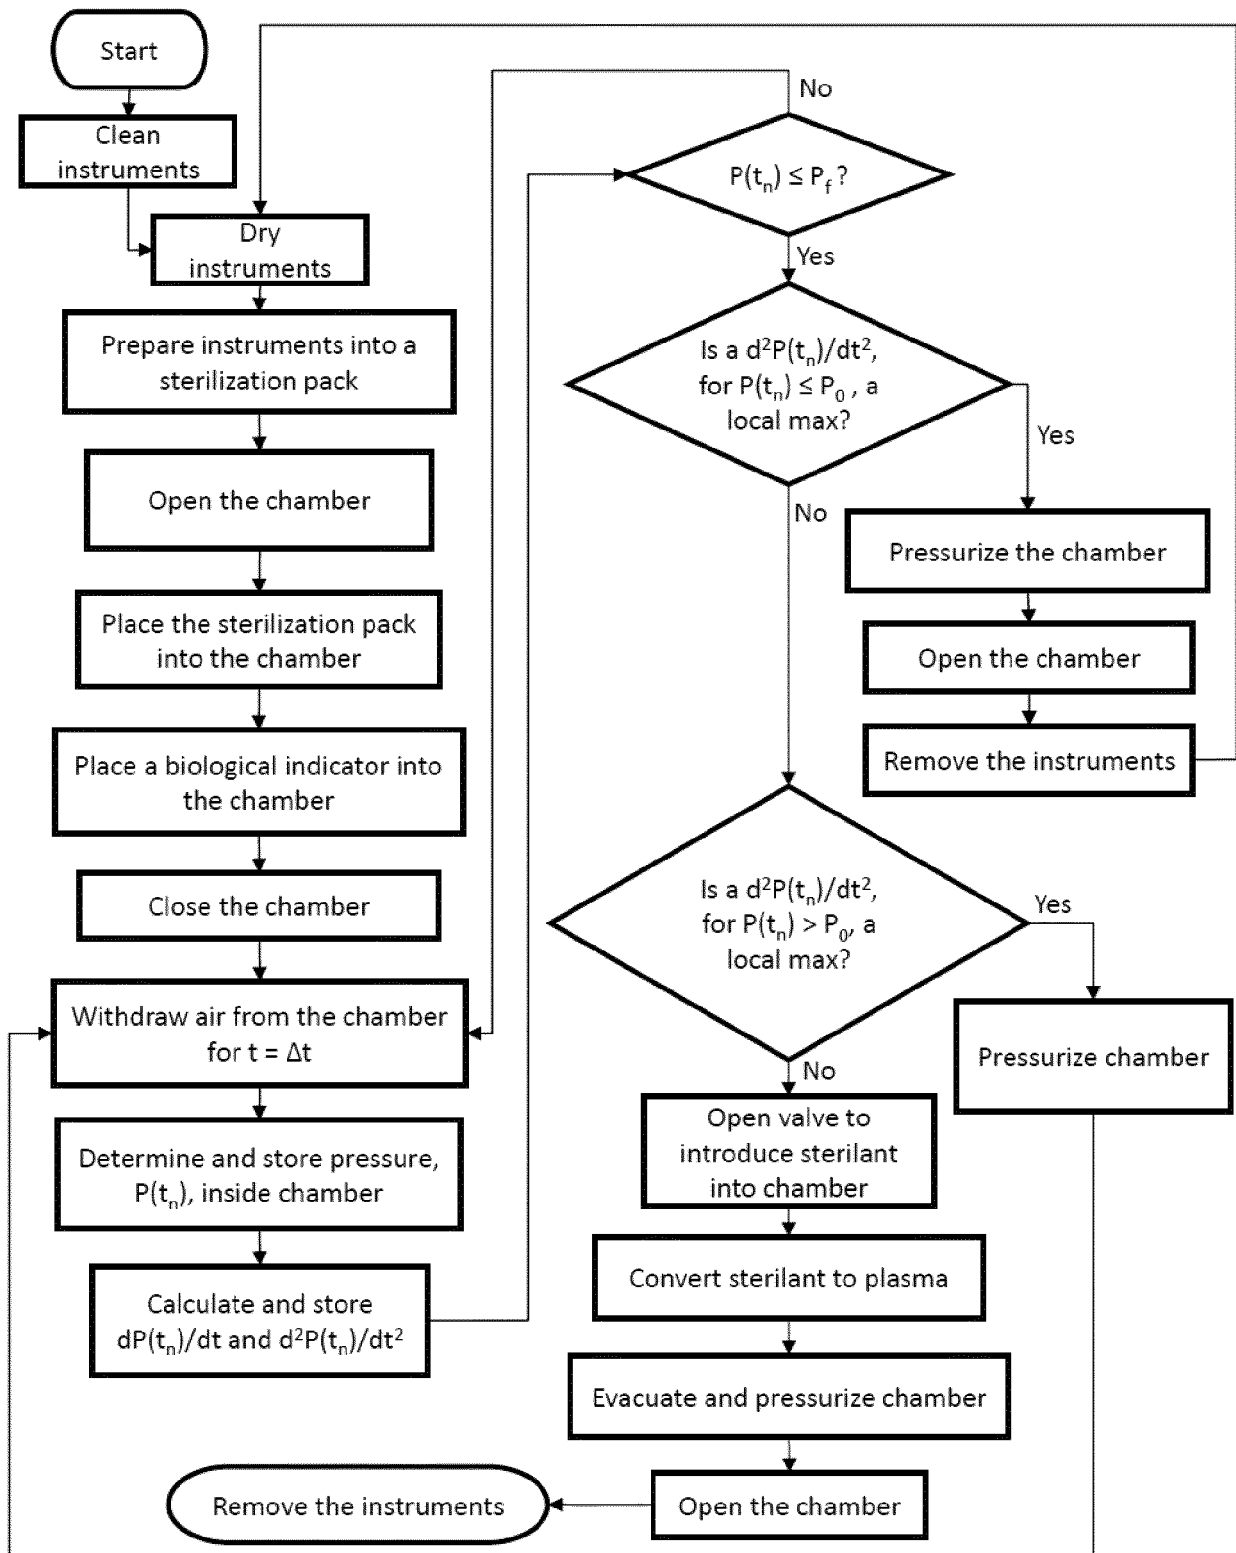 Start
Clean
instruments
Dry
instruments
Prepare instruments into a
sterilization pack
Open the chamber
Place the sterilization pack
into the chamber
Place a biological indicator into
the chamber
Close the chamber
Withdraw air from the chamber
for t = Δt
Determine and store pressure,
P(tₙ), inside chamber
Calculate and store
dP(tₙ)/dt and d²P(tₙ)/dt²
No
P(tₙ) ≤ P_f ?
Yes
Is a d²P(tₙ)/dt²,
for P(tₙ) ≤ P₀ , a
local max?
Yes
No
Pressurize the chamber
Open the chamber
Remove the instruments
Is a d²P(tₙ)/dt²,
for P(tₙ) > P₀, a
local max?
Yes
No
Pressurize chamber
Open valve to
introduce sterilant
into chamber
Convert sterilant to plasma
Evacuate and pressurize chamber
Open the chamber
Remove the instruments